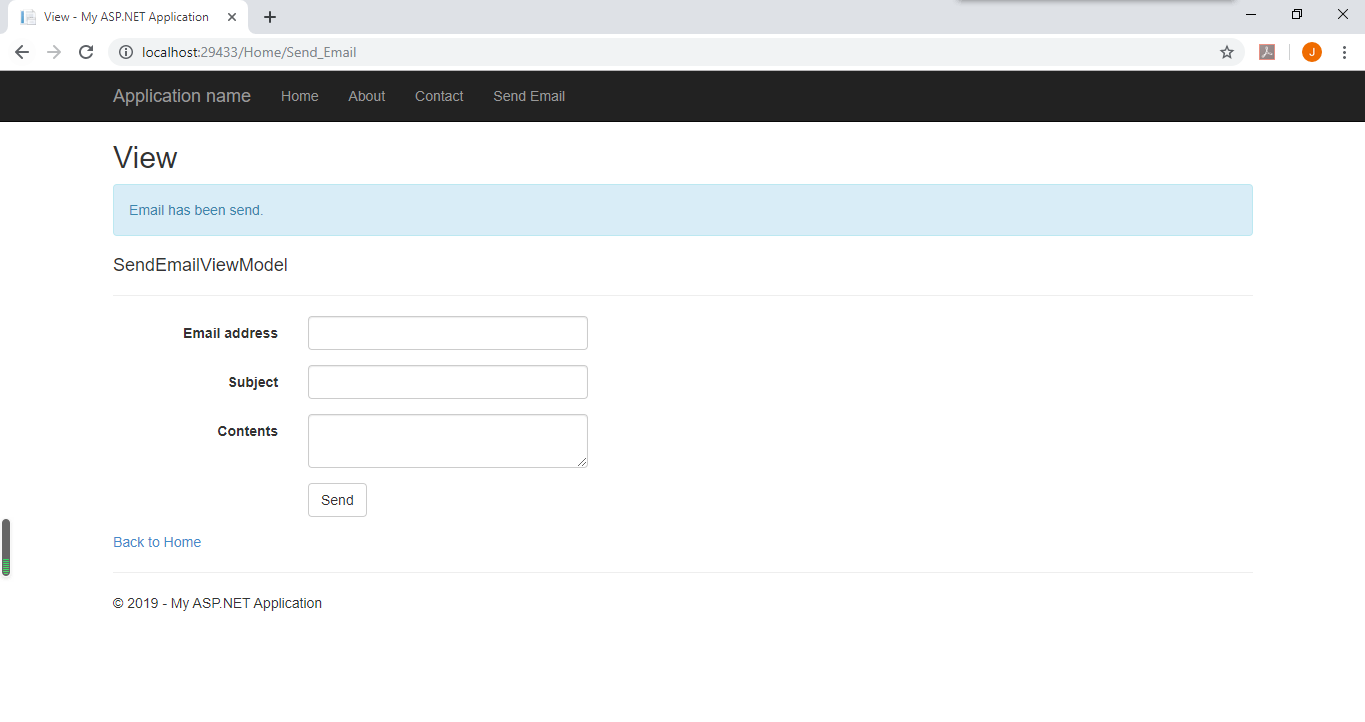 View - My ASP.NET Application
localhost:29433/Home/Send_Email
J
Application name Home About Contact Send Email
View
Email has been send.
SendEmailViewModel
Email address
Subject
Contents
Send
Back to Home
© 2019 - My ASP.NET Application